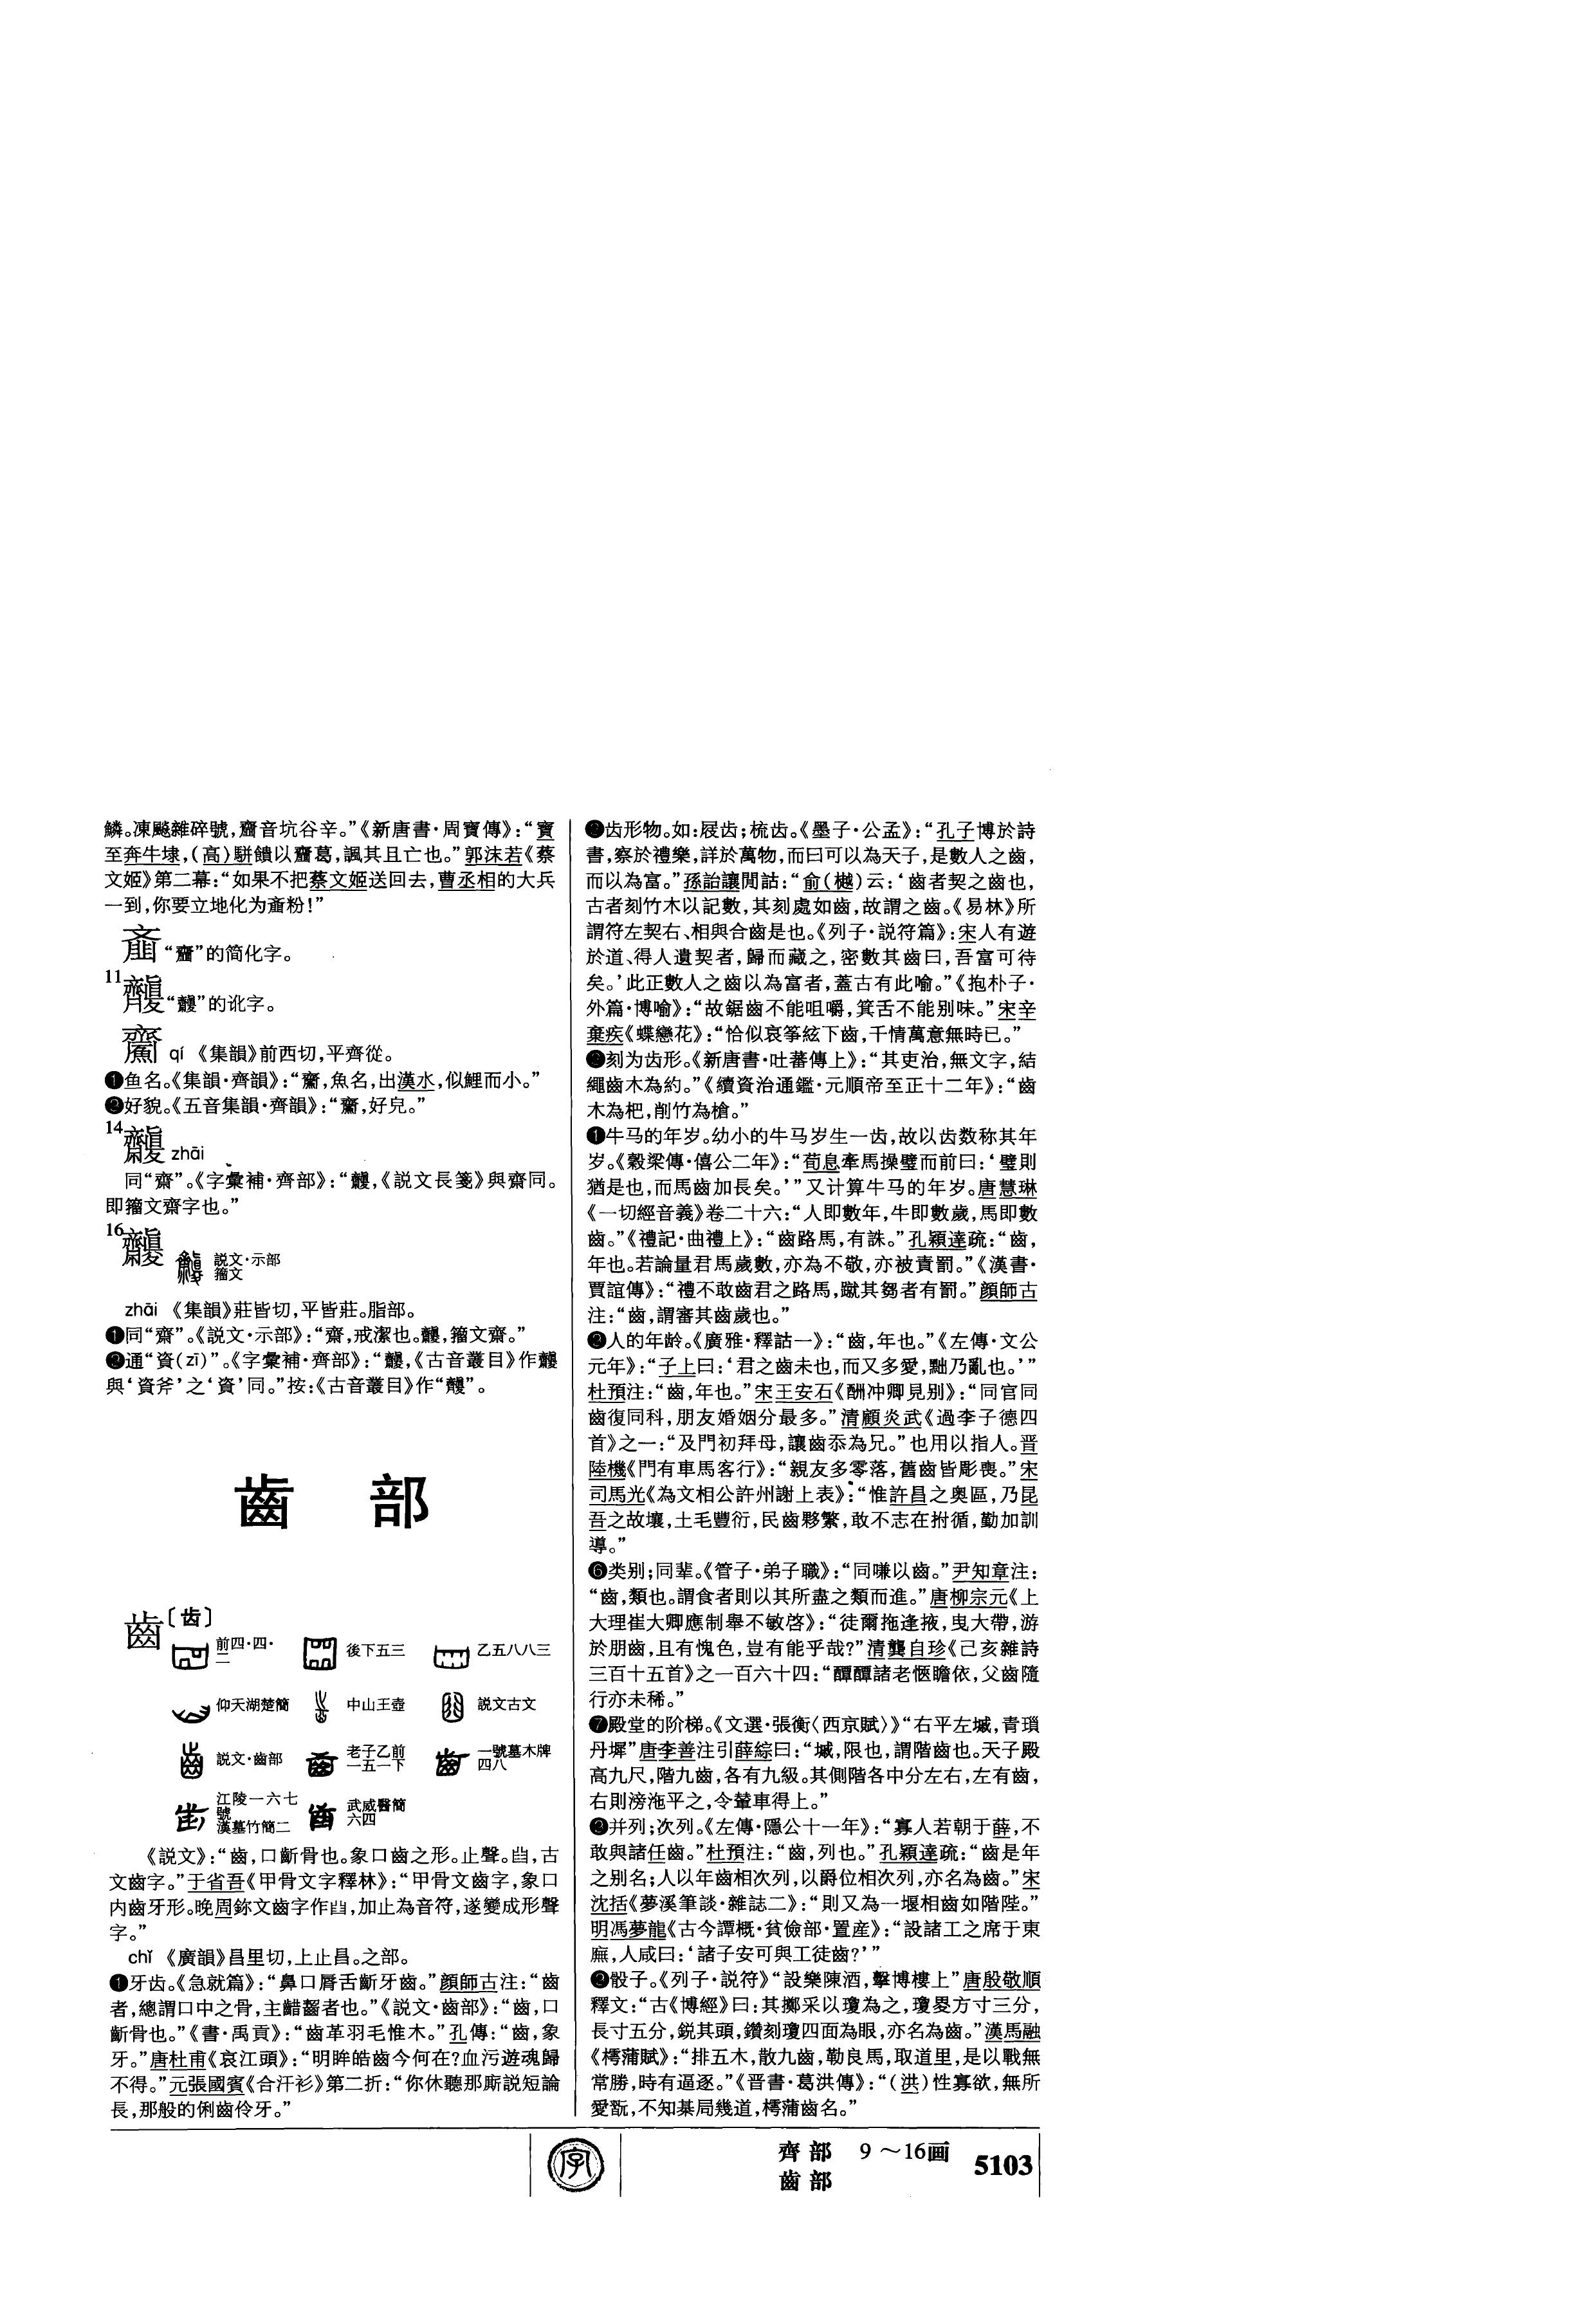 鱗。凍颷雜碎號，齏音坑谷辛。”《新唐書·周寶傳》：“寶
至奔牛埭，（高）駢饋以齏葛，諷其且亡也。”郭沫若《蔡
文姬》第二幕：“如果不把蔡文姬送回去，曹丞相的大兵
一到，你要立地化为齑粉！”
“齏”的简化字。
11
的讹字。
qí 《集韻》前西切，平齊從。
❶鱼名。《集韻·齊韻》：“，魚名，出漢水，似鯉而小。”
❷好貌。《五音集韻·齊韻》：“，好皃。”
14
zhāi
同“齋”。《字彙補·齊部》：“，《説文長箋》與齋同。
即籀文齋字也。”
16
説文·示部
籀文
zhāi 《集韻》莊皆切，平皆莊。脂部。
❶同“齋”。《説文·示部》：“齋，戒潔也。，籀文齋。”
❷通“資（zī）”。《字彙補·齊部》：“，《古音叢目》作
與‘資斧’之‘資’同。”按：《古音叢目》作“”。
齒 部
齒〔齿〕
前四·四·二 後下五三 乙五八八三
仰天湖楚簡 中山王壺 説文古文
説文·齒部 老子乙前一五一下 一號墓木牌四八
江陵一六七號漢墓竹簡二 武威醫簡六四
《説文》：“齒，口齗骨也。象口齒之形。止聲。，古
文齒字。”于省吾《甲骨文字釋林》：“甲骨文齒字，象口
内齒牙形。晚周鉨文齒字作，加止為音符，遂變成形聲
字。”
chǐ 《廣韻》昌里切，上止昌。之部。
❶牙齿。《急就篇》：“鼻口脣舌齗牙齒。”顔師古注：“齒
者，總謂口中之骨，主齰齧者也。”《説文·齒部》：“齒，口
齗骨也。”《書·禹貢》：“齒革羽毛惟木。”孔傳：“齒，象
牙。”唐杜甫《哀江頭》：“明眸皓齒今何在？血污遊魂歸
不得。”元張國賓《合汗衫》第二折：“你休聽那廝説短論
長，那般的俐齒伶牙。”
❷齿形物。如：屐齿；梳齿。《墨子·公孟》：“孔子博於詩
書，察於禮樂，詳於萬物，而曰可以為天子，是數人之齒，
而以為富。”孫詒讓閒詁：“俞（樾）云：‘齒者契之齒也，
古者刻竹木以記數，其刻處如齒，故謂之齒。《易林》所
謂符左契右、相與合齒是也。《列子·説符篇》：宋人有遊
於道、得人遺契者，歸而藏之，密數其齒曰，吾富可待
矣。’此正數人之齒以為富者，蓋古有此喻。”《抱朴子·
外篇·博喻》：“故鋸齒不能咀嚼，箕舌不能别味。”宋辛
棄疾《蝶戀花》：“恰似哀筝絃下齒，千情萬意無時已。”
❸刻为齿形。《新唐書·吐蕃傳上》：“其吏治，無文字，結
繩齒木為約。”《續資治通鑑·元順帝至正十二年》：“齒
木為杷，削竹為槍。”
❹牛马的年岁。幼小的牛马岁生一齿，故以齿数称其年
岁。《穀梁傳·僖公二年》：“荀息牽馬操璧而前曰：‘璧則
猶是也，而馬齒加長矣。’”又计算牛马的年岁。唐慧琳
《一切經音義》卷二十六：“人即數年，牛即數歲，馬即數
齒。”《禮記·曲禮上》：“齒路馬，有誅。”孔穎達疏：“齒，
年也。若論量君馬歲數，亦為不敬，亦被責罰。”《漢書·
賈誼傳》：“禮不敢齒君之路馬，蹴其芻者有罰。”顔師古
注：“齒，謂審其齒歲也。”
❺人的年龄。《廣雅·釋詁一》：“齒，年也。”《左傳·文公
元年》：“子上曰：‘君之齒未也，而又多愛，黜乃亂也。’”
杜預注：“齒，年也。”宋王安石《酬冲卿見别》：“同官同
齒復同科，朋友婚姻分最多。”清顧炎武《過李子德四
首》之一：“及門初拜母，讓齒忝為兄。”也用以指人。晋
陸機《門有車馬客行》：“親友多零落，舊齒皆彫喪。”宋
司馬光《為文相公許州謝上表》：“惟許昌之奥區，乃昆
吾之故壤，土毛豐衍，民齒夥繁，敢不志在拊循，勤加訓
導。”
❻类别；同辈。《管子·弟子職》：“同嗛以齒。”尹知章注：
“齒，類也。謂食者則以其所盡之類而進。”唐柳宗元《上
大理崔大卿應制舉不敏啓》：“徒爾拖逢掖，曳大帶，游
於朋齒，且有愧色，豈有能乎哉？”清龔自珍《己亥雜詩
三百十五首》之一百六十四：“醰醰諸老愜瞻依，父齒隨
行亦未稀。”
❼殿堂的阶梯。《文選·張衡〈西京賦〉》“右平左墄，青瑣
丹墀”唐李善注引薛綜曰：“墄，限也，謂階齒也。天子殿
高九尺，階九齒，各有九級。其側階各中分左右，左有齒，
右則滂沲平之，令輦車得上。”
❽并列；次列。《左傳·隱公十一年》：“寡人若朝于薛，不
敢與諸任齒。”杜預注：“齒，列也。”孔穎達疏：“齒是年
之别名；人以年齒相次列，以爵位相次列，亦名為齒。”宋
沈括《夢溪筆談·雜誌二》：“則又為一堰相齒如階陛。”
明馮夢龍《古今譚概·貧儉部·置産》：“設諸工之席于東
廡，人咸曰：‘諸子安可與工徒齒？’”
❾骰子。《列子·説符》“設樂陳酒，擊博樓上”唐殷敬順
釋文：“古《博經》曰：其擲采以瓊為之，瓊畟方寸三分，
長寸五分，鋭其頭，鑽刻瓊四面為眼，亦名為齒。”漢馬融
《樗蒲賦》：“排五木，散九齒，勒良馬，取道里，是以戰無
常勝，時有逼逐。”《晋書·葛洪傳》：“（洪）性寡欲，無所
愛翫，不知棊局幾道，樗蒲齒名。”
字
齊部 9～16画
齒部
5103